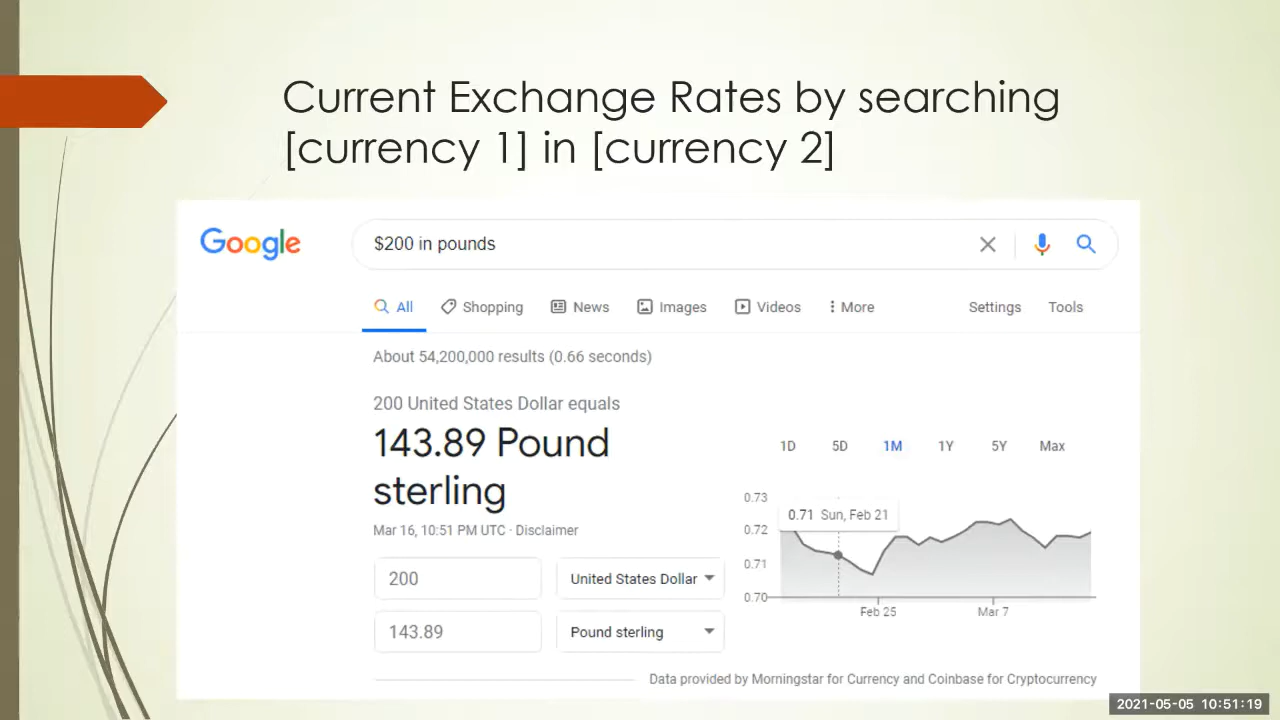 Current Exchange Rates by searching
[currency 1] in [currency 2]
Google
$200 in pounds
All Shopping News Images Videos More Settings Tools
About 54,200,000 results (0.66 seconds)
200 United States Dollar equals
143.89 Pound
sterling
Mar 16, 10:51 PM UTC · Disclaimer
200 United States Dollar
143.89 Pound sterling
1D 5D 1M 1Y 5Y Max
0.73
0.71 Sun, Feb 21
0.72
0.71
0.70
Feb 25 Mar 7
Data provided by Morningstar for Currency and Coinbase for Cryptocurrency
2021-05-05 10:51:19